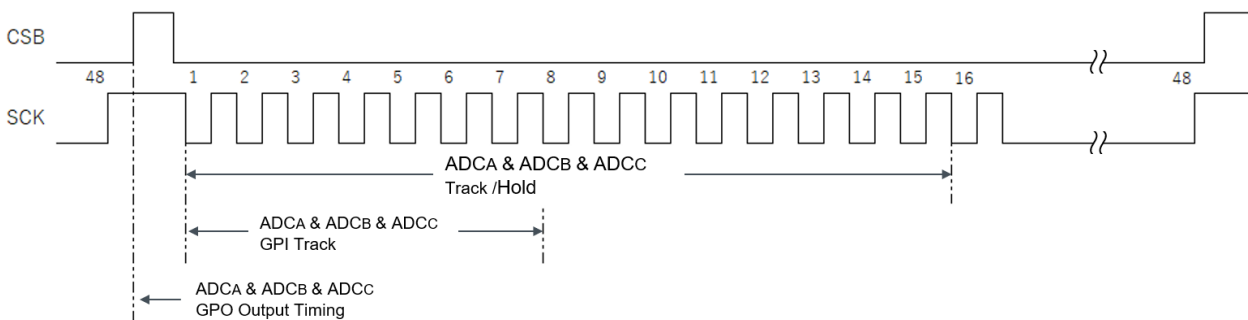 CSB
48 1 2 3 4 5 6 7 8 9 10 11 12 13 14 15 16 48
SCK
ADCA & ADCB & ADCC
Track /Hold
ADCA & ADCB & ADCC
GPI Track
ADCA & ADCB & ADCC
GPO Output Timing